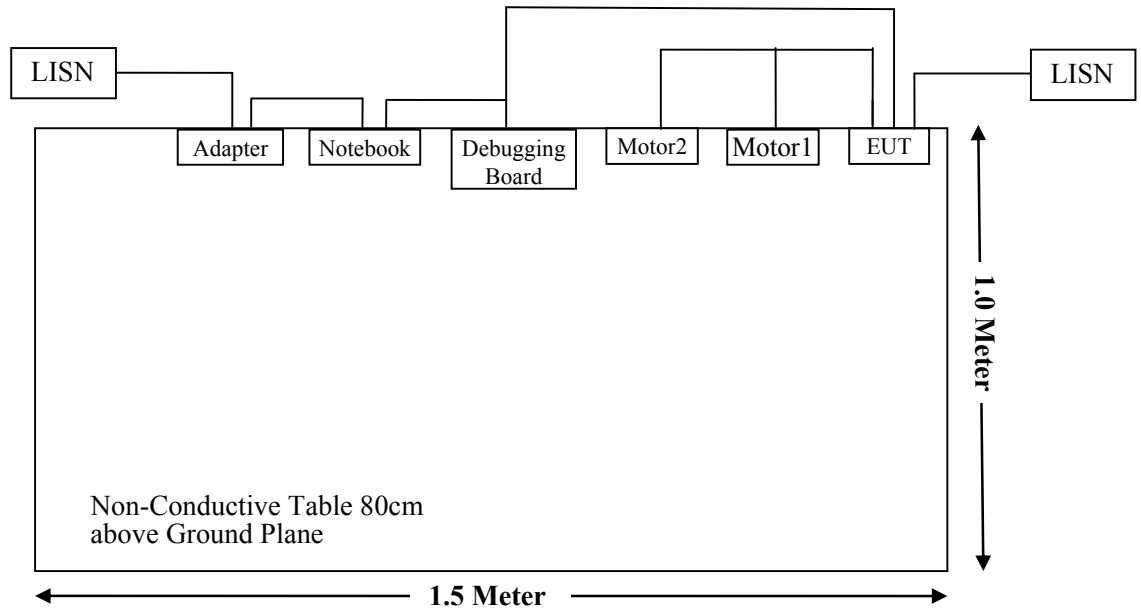 LISN
LISN
Adapter
Notebook
Debugging
Board
Motor2
Motor1
EUT
1.0 Meter
Non-Conductive Table 80cm
above Ground Plane
1.5 Meter